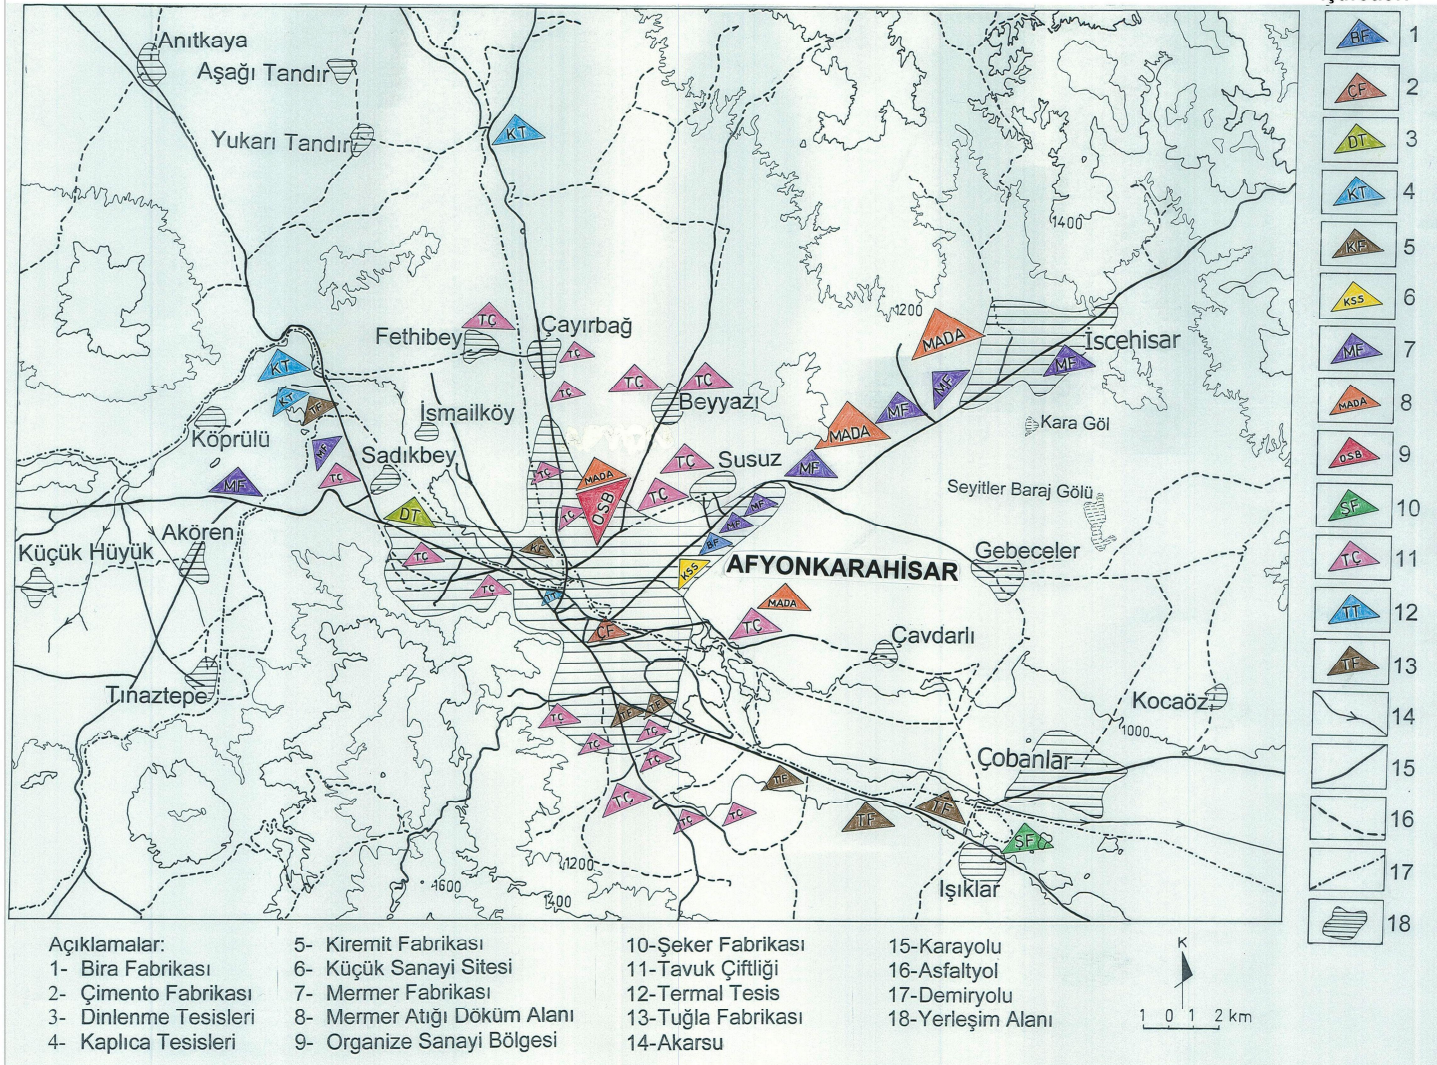 Anıtkaya
Aşağı Tandır
Yukarı Tandır
KT
1400
1200
TÇ
Fethibey
Çayırbağ
TÇ
MADA
İscehisar
MF
KT
KT
TF
TÇ
TÇ
TÇ
Beyyazı
MF
MF
Kara Göl
İsmailköy
Köprülü
MADA
MF
Sadıkbey
TÇ
MF
TÇ
MADA
OSB
TÇ
TÇ
Susuz
MF
Seyitler Baraj Gölü
DT
TÇ
MF
MF
BF
Akören
Küçük Hüyük
TÇ
KF
KSS
AFYONKARAHİSAR
Gebeceler
TÇ
TT
MADA
ÇF
TÇ
Çavdarlı
Tınaztepe
Kocaöz
TÇ
TF
TF
TÇ
TÇ
TÇ
1000
Çobanlar
TF
TÇ
TÇ
TÇ
TF
TF
SF
Işıklar
1200
1600
1400
BF 1
ÇF 2
DT 3
KT 4
KF 5
KSS 6
MF 7
MADA 8
OSB 9
SF 10
TÇ 11
TT 12
TF 13
14
15
16
17
18
Açıklamalar:
1- Bira Fabrikası
2- Çimento Fabrikası
3- Dinlenme Tesisleri
4- Kaplıca Tesisleri
5- Kiremit Fabrikası
6- Küçük Sanayi Sitesi
7- Mermer Fabrikası
8- Mermer Atığı Döküm Alanı
9- Organize Sanayi Bölgesi
10-Şeker Fabrikası
11-Tavuk Çiftliği
12-Termal Tesis
13-Tuğla Fabrikası
14-Akarsu
15-Karayolu
16-Asfaltyol
17-Demiryolu
18-Yerleşim Alanı
K
1 0 1 2 km